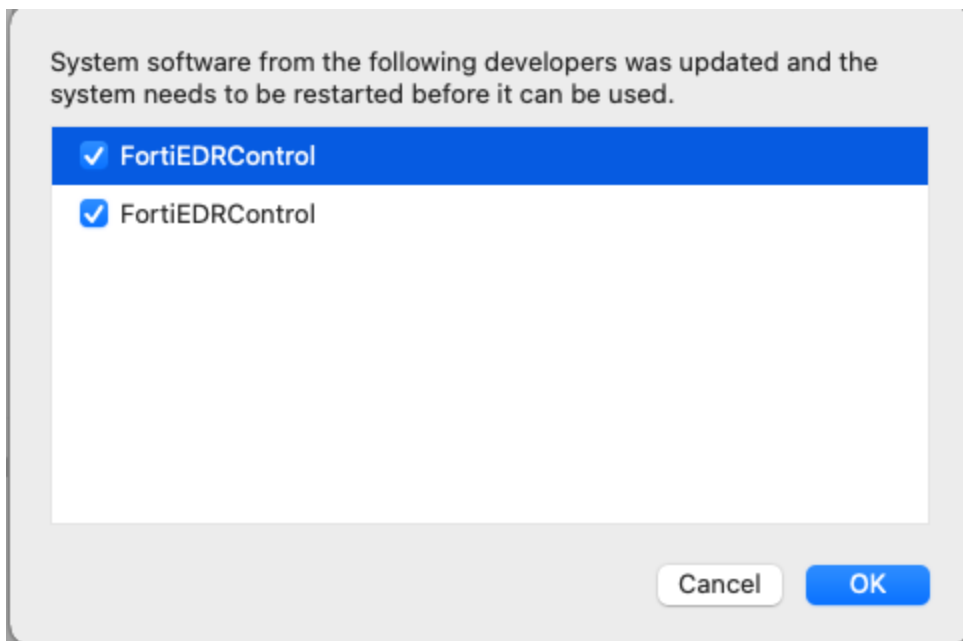 System software from the following developers was updated and the
system needs to be restarted before it can be used.
FortiEDRControl
FortiEDRControl
Cancel
OK